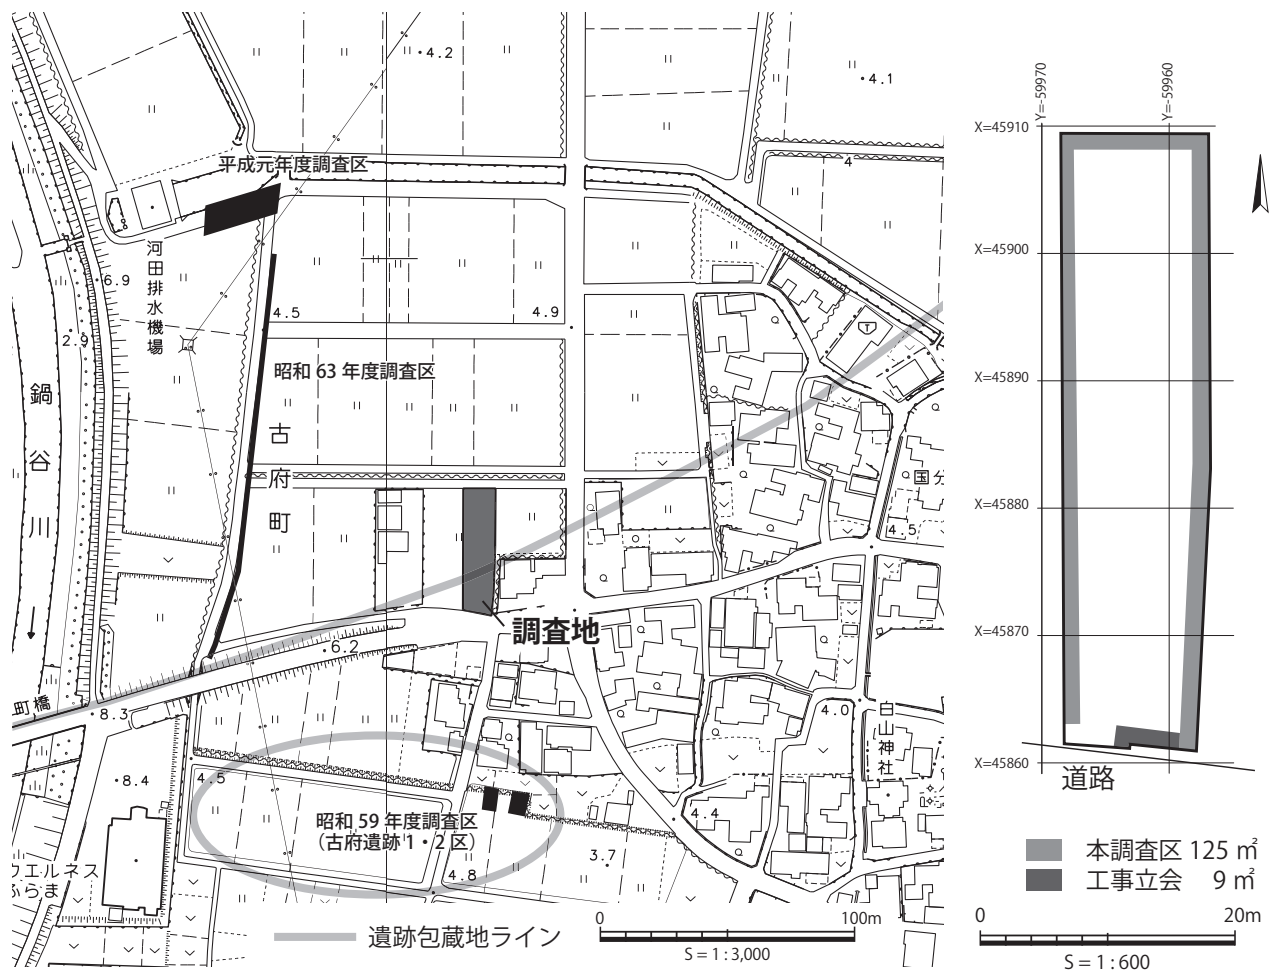 4.2
4.1
平成元年度調査区
4
河田排水機場
6.9
2.9
4.5
4.9
昭和 63 年度調査区
鍋谷川
古府町
国分
4.5
調査地
6.2
町橋
8.3
8.4
4.0
白山神社
4.5
昭和 59 年度調査区
(古府遺跡 1・2 区)
4.4
3.7
4.8
ウエルネス
ふらま
遺跡包蔵地ライン
0 100m
S = 1 : 3,000
Y=-59970
Y=-59960
X=45910
X=45900
X=45890
X=45880
X=45870
X=45860
道路
本調査区 125 ㎡
工事立会 9 ㎡
0 20m
S = 1 : 600